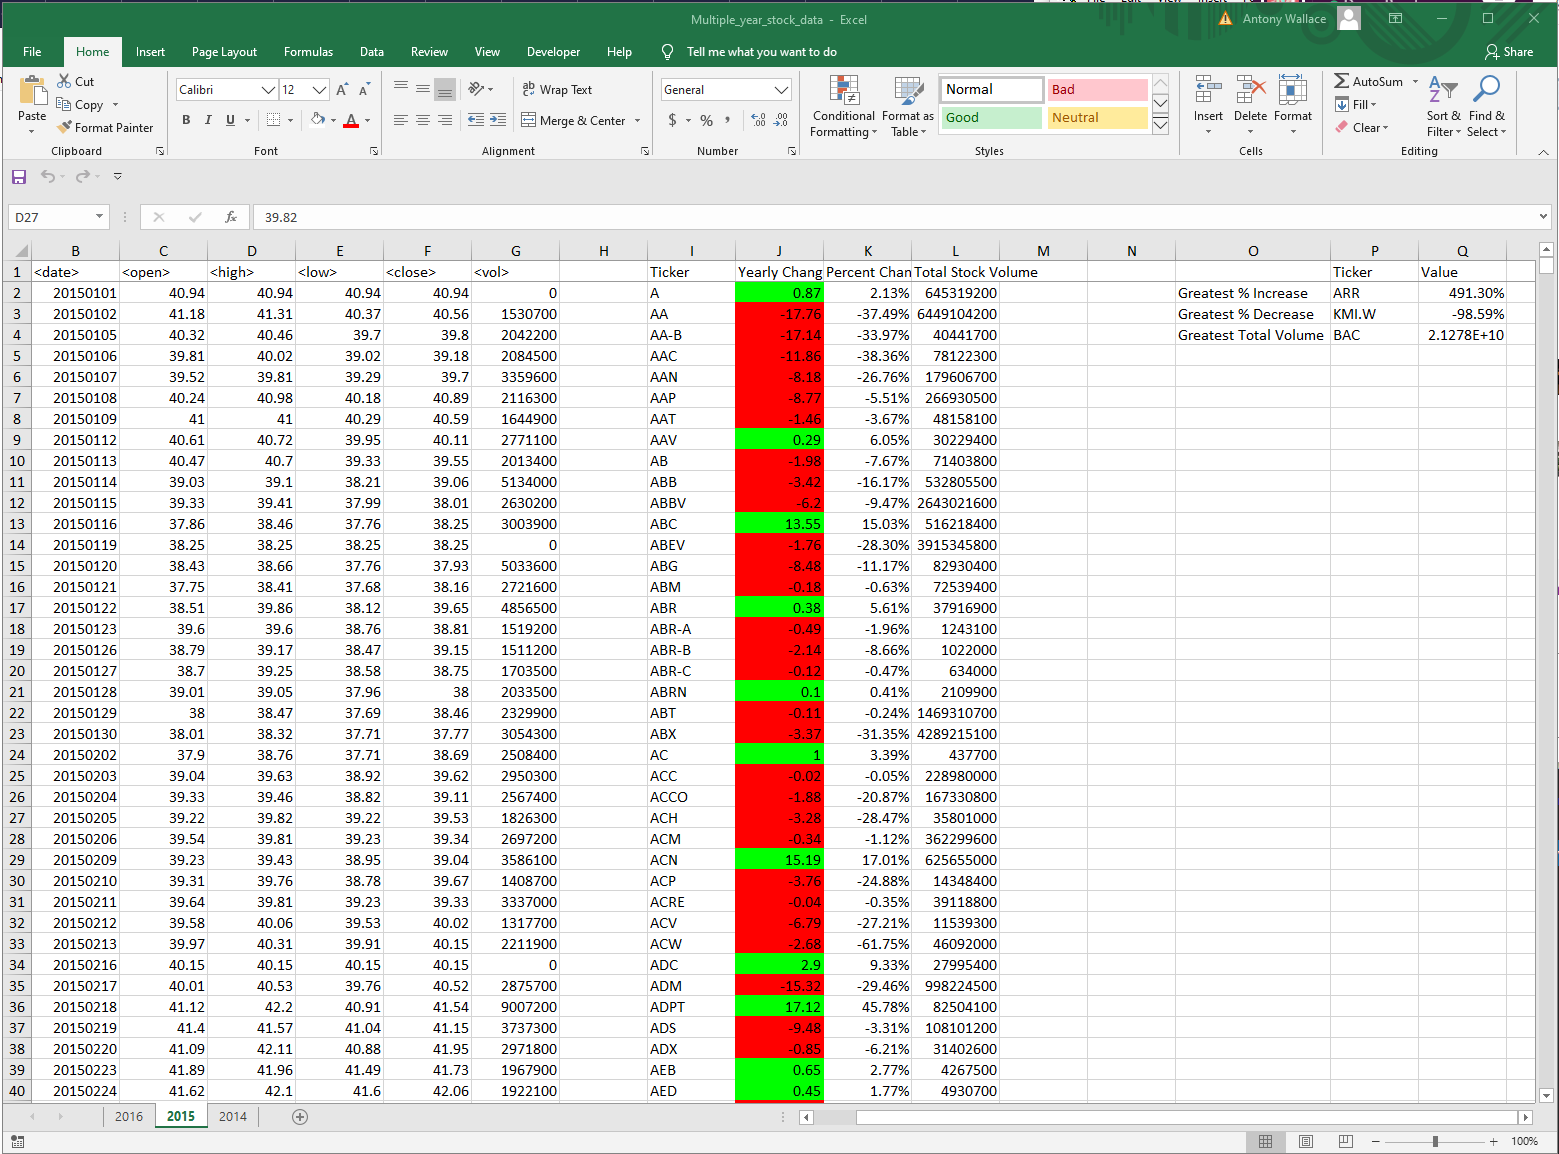 Multiple_year_stock_data - Excel
Antony Wallace
File Home Insert Page Layout Formulas Data Review View Developer Help Tell me what you want to do Share
Paste Cut Copy Format Painter Clipboard
Calibri 12 B I U A Font
Wrap Text Merge & Center Alignment
General $ % , Number
Conditional Formatting Format as Table Normal Bad Good Neutral Styles
Insert Delete Format Cells
AutoSum Fill Clear Sort & Filter Find & Select Editing
D27 fx 39.82
B C D E F G H I J K L M N O P Q
1 <date> <open> <high> <low> <close> <vol> Ticker Yearly Chang Percent Chan Total Stock Volume Ticker Value
2 20150101 40.94 40.94 40.94 40.94 0 A 0.87 2.13% 645319200 Greatest % Increase ARR 491.30%
3 20150102 41.18 41.31 40.37 40.56 1530700 AA -17.76 -37.49% 6449104200 Greatest % Decrease KMI.W -98.59%
4 20150105 40.32 40.46 39.7 39.8 2042200 AA-B -17.14 -33.97% 40441700 Greatest Total Volume BAC 2.1278E+10
5 20150106 39.81 40.02 39.02 39.18 2084500 AAC -11.86 -38.36% 78122300
6 20150107 39.52 39.81 39.29 39.7 3359600 AAN -8.18 -26.76% 179606700
7 20150108 40.24 40.98 40.18 40.89 2116300 AAP -8.77 -5.51% 266930500
8 20150109 41 41 40.29 40.59 1644900 AAT -1.46 -3.67% 48158100
9 20150112 40.61 40.72 39.95 40.11 2771100 AAV 0.29 6.05% 30229400
10 20150113 40.47 40.7 39.33 39.55 2013400 AB -1.98 -7.67% 71403800
11 20150114 39.03 39.1 38.21 39.06 5134000 ABB -3.42 -16.17% 532805500
12 20150115 39.33 39.41 37.99 38.01 2630200 ABBV -6.2 -9.47% 2643021600
13 20150116 37.86 38.46 37.76 38.25 3003900 ABC 13.55 15.03% 516218400
14 20150119 38.25 38.25 38.25 38.25 0 ABEV -1.76 -28.30% 3915345800
15 20150120 38.43 38.66 37.76 37.93 5033600 ABG -8.48 -11.17% 82930400
16 20150121 37.75 38.41 37.68 38.16 2721600 ABM -0.18 -0.63% 72539400
17 20150122 38.51 39.86 38.12 39.65 4856500 ABR 0.38 5.61% 37916900
18 20150123 39.6 39.6 38.76 38.81 1519200 ABR-A -0.49 -1.96% 1243100
19 20150126 38.79 39.17 38.47 39.15 1511200 ABR-B -2.14 -8.66% 1022000
20 20150127 38.7 39.25 38.58 38.75 1703500 ABR-C -0.12 -0.47% 634000
21 20150128 39.01 39.05 37.96 38 2033500 ABRN 0.1 0.41% 2109900
22 20150129 38 38.47 37.69 38.46 2329900 ABT -0.11 -0.24% 1469310700
23 20150130 38.01 38.32 37.71 37.77 3054300 ABX -3.37 -31.35% 4289215100
24 20150202 37.9 38.76 37.71 38.69 2508400 AC 1 3.39% 437700
25 20150203 39.04 39.63 38.92 39.62 2950300 ACC -0.02 -0.05% 228980000
26 20150204 39.33 39.46 38.82 39.11 2567400 ACCO -1.88 -20.87% 167330800
27 20150205 39.22 39.82 39.22 39.53 1826300 ACH -3.28 -28.47% 35801000
28 20150206 39.54 39.81 39.23 39.34 2697200 ACM -0.34 -1.12% 362299600
29 20150209 39.23 39.43 38.95 39.04 3586100 ACN 15.19 17.01% 625655000
30 20150210 39.31 39.76 38.78 39.67 1408700 ACP -3.76 -24.88% 14348400
31 20150211 39.64 39.81 39.23 39.33 3337000 ACRE -0.04 -0.35% 39118800
32 20150212 39.58 40.06 39.53 40.02 1317700 ACV -6.79 -27.21% 11539300
33 20150213 39.97 40.31 39.91 40.15 2211900 ACW -2.68 -61.75% 46092000
34 20150216 40.15 40.15 40.15 40.15 0 ADC 2.9 9.33% 27995400
35 20150217 40.01 40.53 39.76 40.52 2875700 ADM -15.32 -29.46% 998224500
36 20150218 41.12 42.2 40.91 41.54 9007200 ADPT 17.12 45.78% 82504100
37 20150219 41.4 41.57 41.04 41.15 3737300 ADS -9.48 -3.31% 108101200
38 20150220 41.09 42.11 40.88 41.95 2971800 ADX -0.85 -6.21% 31402600
39 20150223 41.89 41.96 41.49 41.73 1967900 AEB 0.65 2.77% 4267500
40 20150224 41.62 42.1 41.6 42.06 1922100 AED 0.45 1.77% 4930700
2016 2015 2014
100%